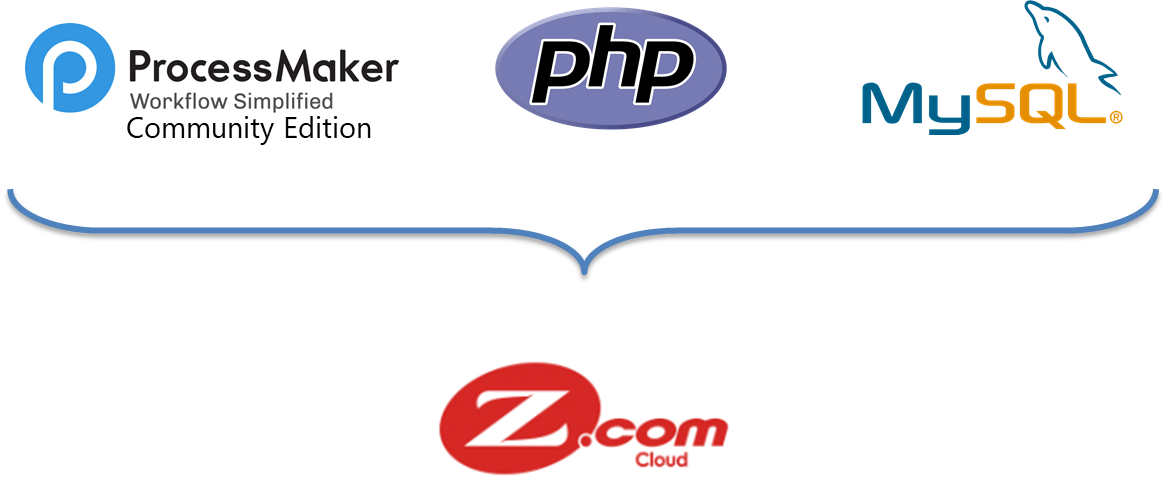 ProcessMaker
Workflow Simplified
Community Edition
php
MySQL®
Z.com
Cloud